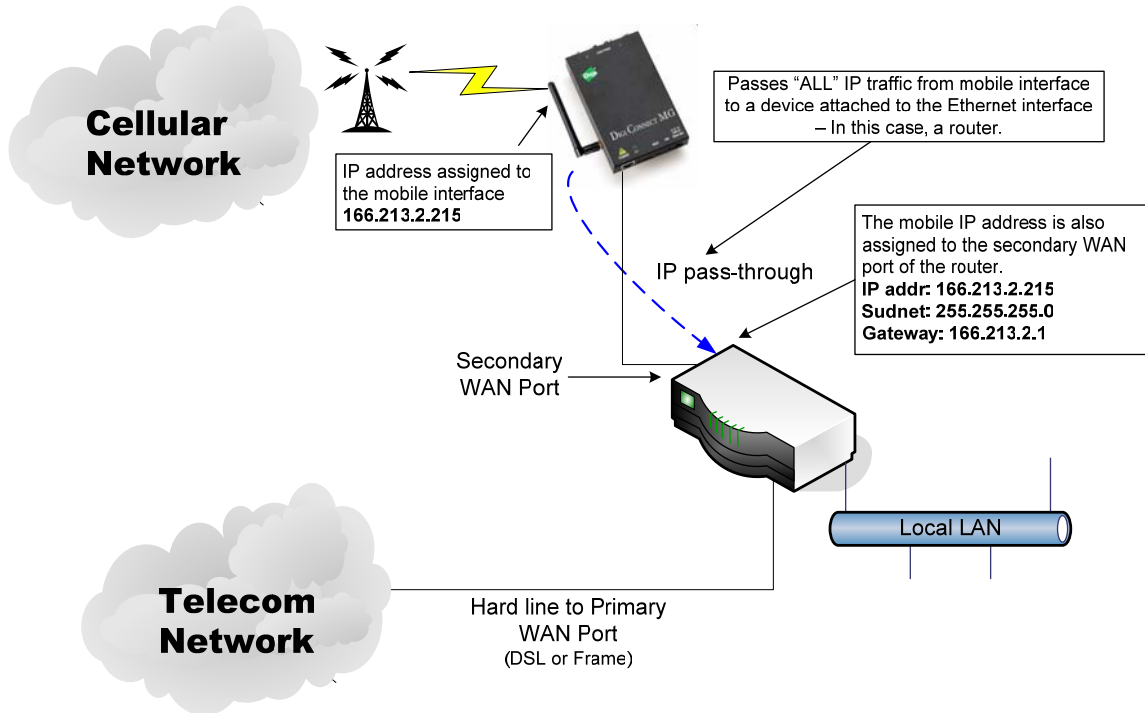 Cellular
Network
IP address assigned to
the mobile interface
166.213.2.215
DIGI CONNECT MG
Passes “ALL” IP traffic from mobile interface
to a device attached to the Ethernet interface
– In this case, a router.
The mobile IP address is also
assigned to the secondary WAN
port of the router.
IP addr: 166.213.2.215
Sudnet: 255.255.255.0
Gateway: 166.213.2.1
IP pass-through
Secondary
WAN Port
Local LAN
Telecom
Network
Hard line to Primary
WAN Port
(DSL or Frame)